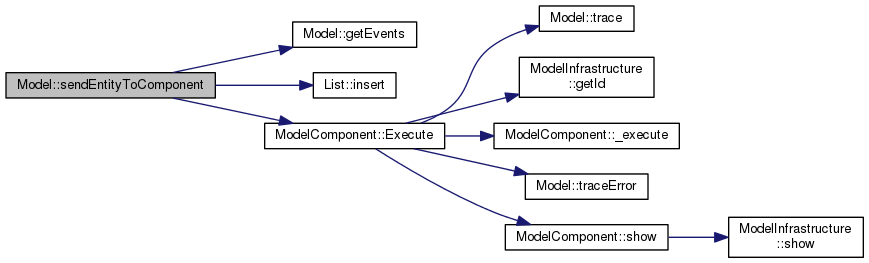 Model::trace
Model::getEvents
ModelInfrastructure
::getId
Model::sendEntityToComponent
List::insert
ModelComponent::Execute
ModelComponent::_execute
Model::traceError
ModelComponent::show
ModelInfrastructure
::show